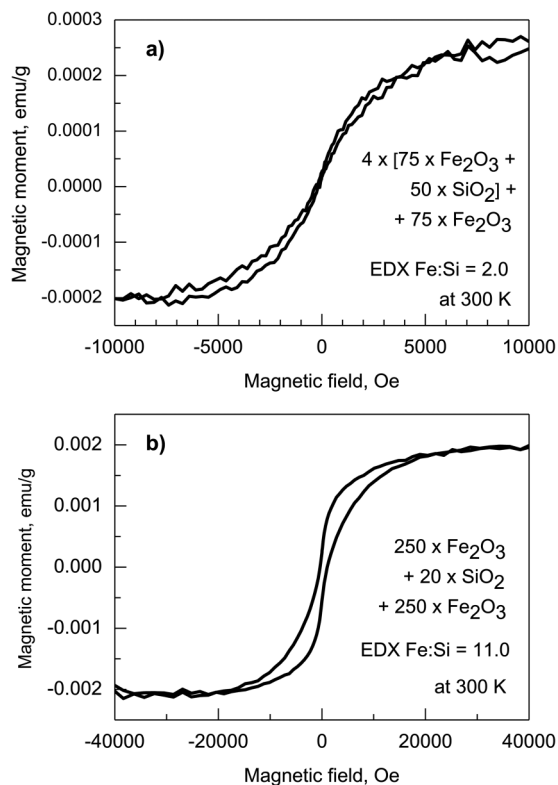 0.0003
a)
0.0002
0.0001
0.0000
-0.0001
-0.0002
Magnetic moment, emu/g
4 x [75 x Fe2O3 +
50 x SiO2] +
+ 75 x Fe2O3
EDX Fe:Si = 2.0
at 300 K
-10000 -5000 0 5000 10000
Magnetic field, Oe
b)
0.002
0.001
0.000
-0.001
-0.002
Magnetic moment, emu/g
250 x Fe2O3
+ 20 x SiO2
+ 250 x Fe2O3
EDX Fe:Si = 11.0
at 300 K
-40000 -20000 0 20000 40000
Magnetic field, Oe